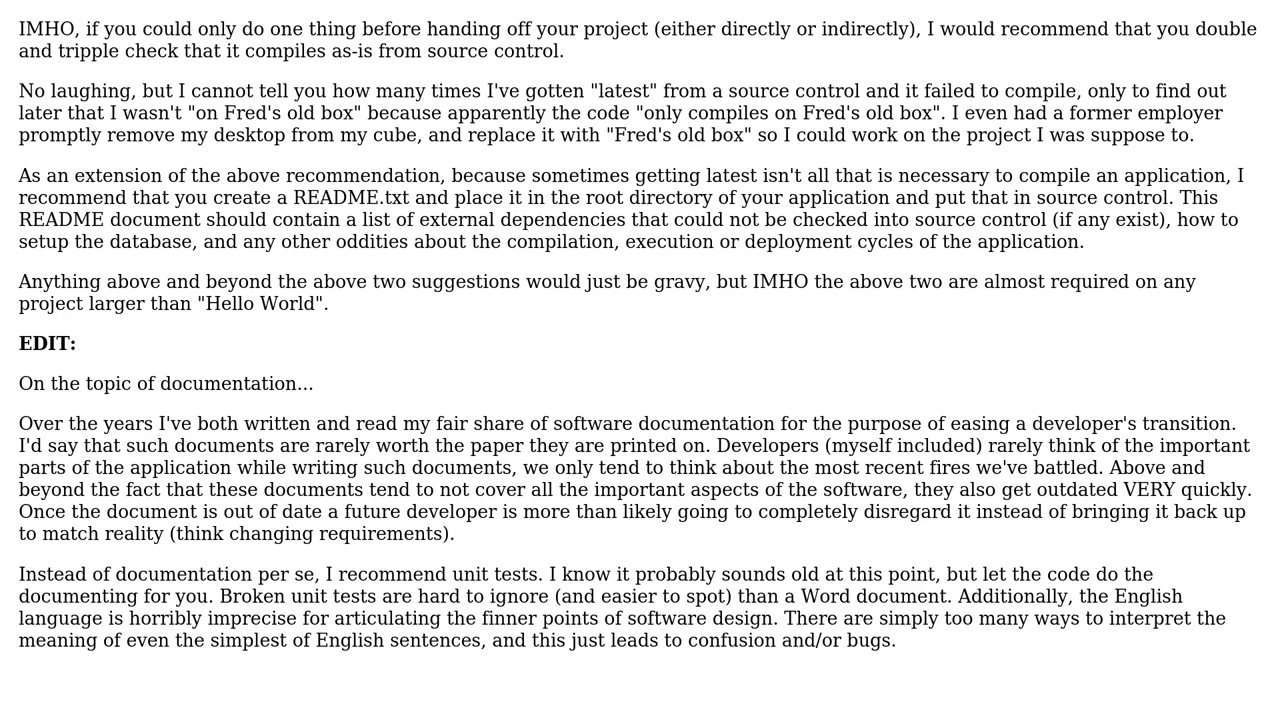 IMHO, if you could only do one thing before handing off your project (either directly or indirectly), I would recommend that you double
and tripple check that it compiles as-is from source control.
No laughing, but I cannot tell you how many times I've gotten "latest" from a source control and it failed to compile, only to find out
later that I wasn't "on Fred's old box" because apparently the code "only compiles on Fred's old box". I even had a former employer
promptly remove my desktop from my cube, and replace it with "Fred's old box" so I could work on the project I was suppose to.
As an extension of the above recommendation, because sometimes getting latest isn't all that is necessary to compile an application, I
recommend that you create a README.txt and place it in the root directory of your application and put that in source control. This
README document should contain a list of external dependencies that could not be checked into source control (if any exist), how to
setup the database, and any other oddities about the compilation, execution or deployment cycles of the application.
Anything above and beyond the above two suggestions would just be gravy, but IMHO the above two are almost required on any
project larger than "Hello World".
EDIT:
On the topic of documentation...
Over the years I've both written and read my fair share of software documentation for the purpose of easing a developer's transition.
I'd say that such documents are rarely worth the paper they are printed on. Developers (myself included) rarely think of the important
parts of the application while writing such documents, we only tend to think about the most recent fires we've battled. Above and
beyond the fact that these documents tend to not cover all the important aspects of the software, they also get outdated VERY quickly.
Once the document is out of date a future developer is more than likely going to completely disregard it instead of bringing it back up
to match reality (think changing requirements).
Instead of documentation per se, I recommend unit tests. I know it probably sounds old at this point, but let the code do the
documenting for you. Broken unit tests are hard to ignore (and easier to spot) than a Word document. Additionally, the English
language is horribly imprecise for articulating the finner points of software design. There are simply too many ways to interpret the
meaning of even the simplest of English sentences, and this just leads to confusion and/or bugs.